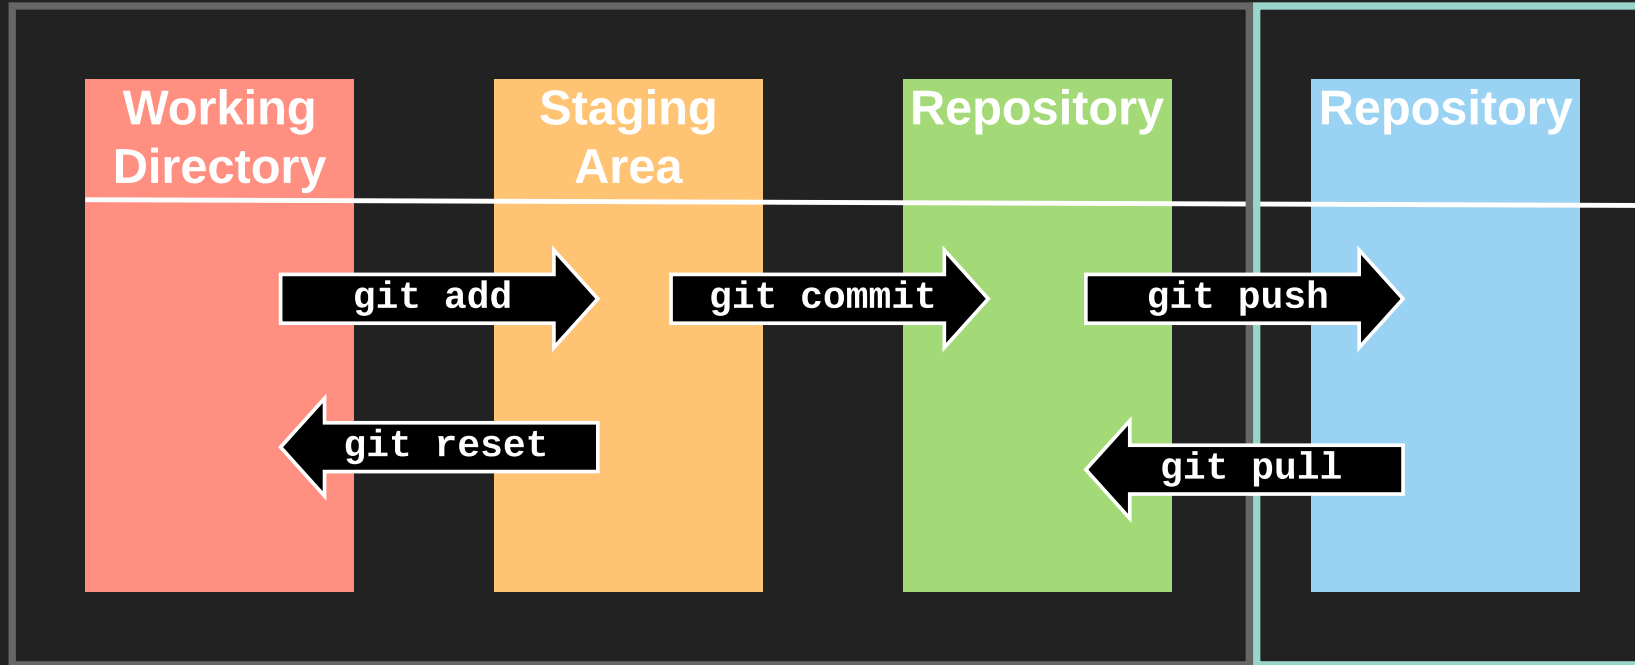 Working
Directory
Staging
Area
Repository
Repository
git add
git commit
git push
git reset
git pull